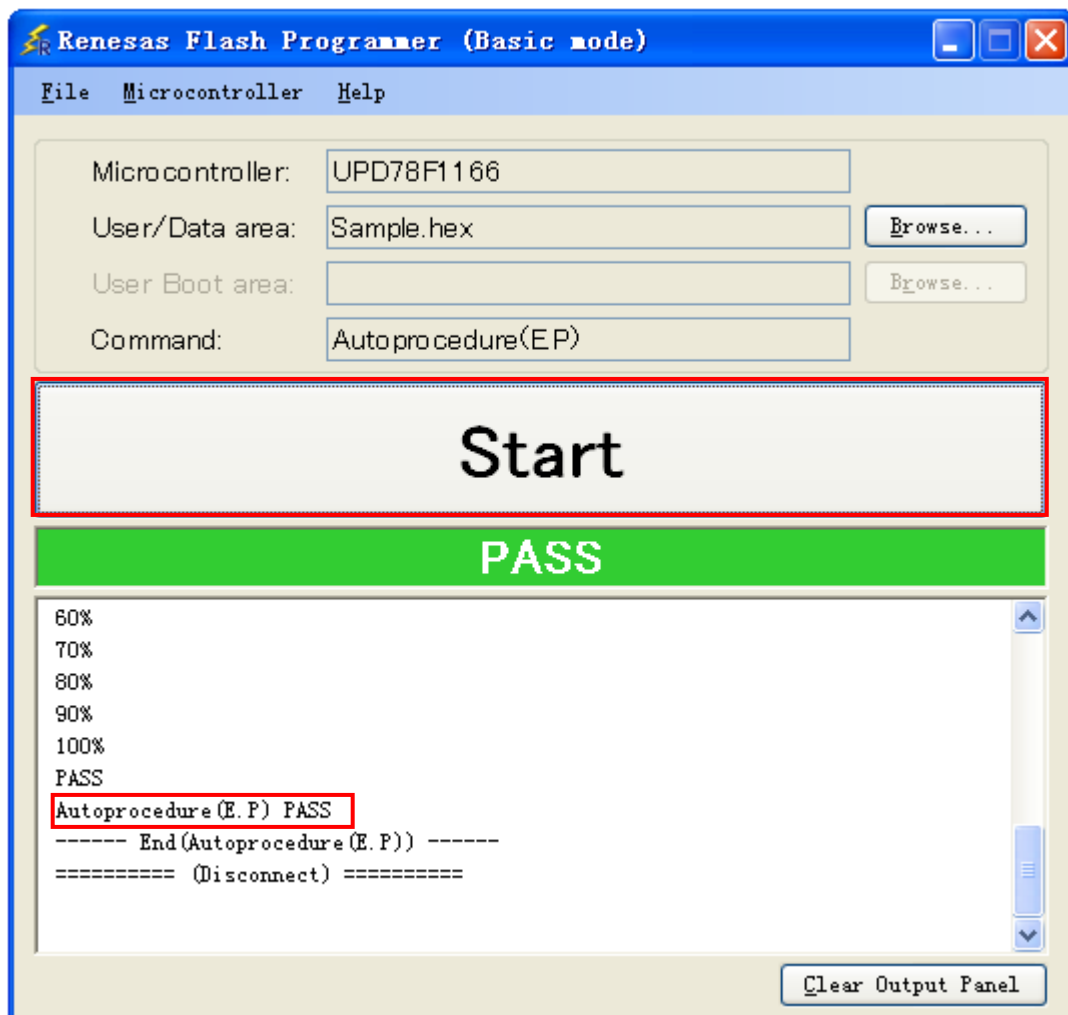 Renesas Flash Programmer (Basic mode)
File Microcontroller Help
Microcontroller: UPD78F1166
User/Data area: Sample.hex Browse...
User Boot area: Browse...
Command: Autoprocedure(E.P)
Start
PASS
60%
70%
80%
90%
100%
PASS
Autoprocedure(E.P) PASS
------ End(Autoprocedure(E.P)) ------
========== (Disconnect) ==========
Clear Output Panel